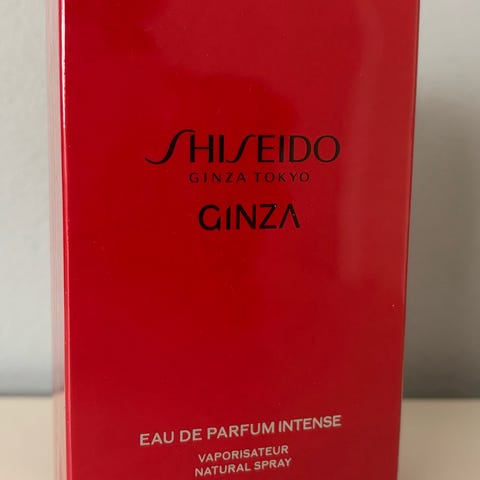 SHISEIDO
GINZA TOKYO
GINZA
EAU DE PARFUM INTENSE
VAPORISATEUR
NATURAL SPRAY